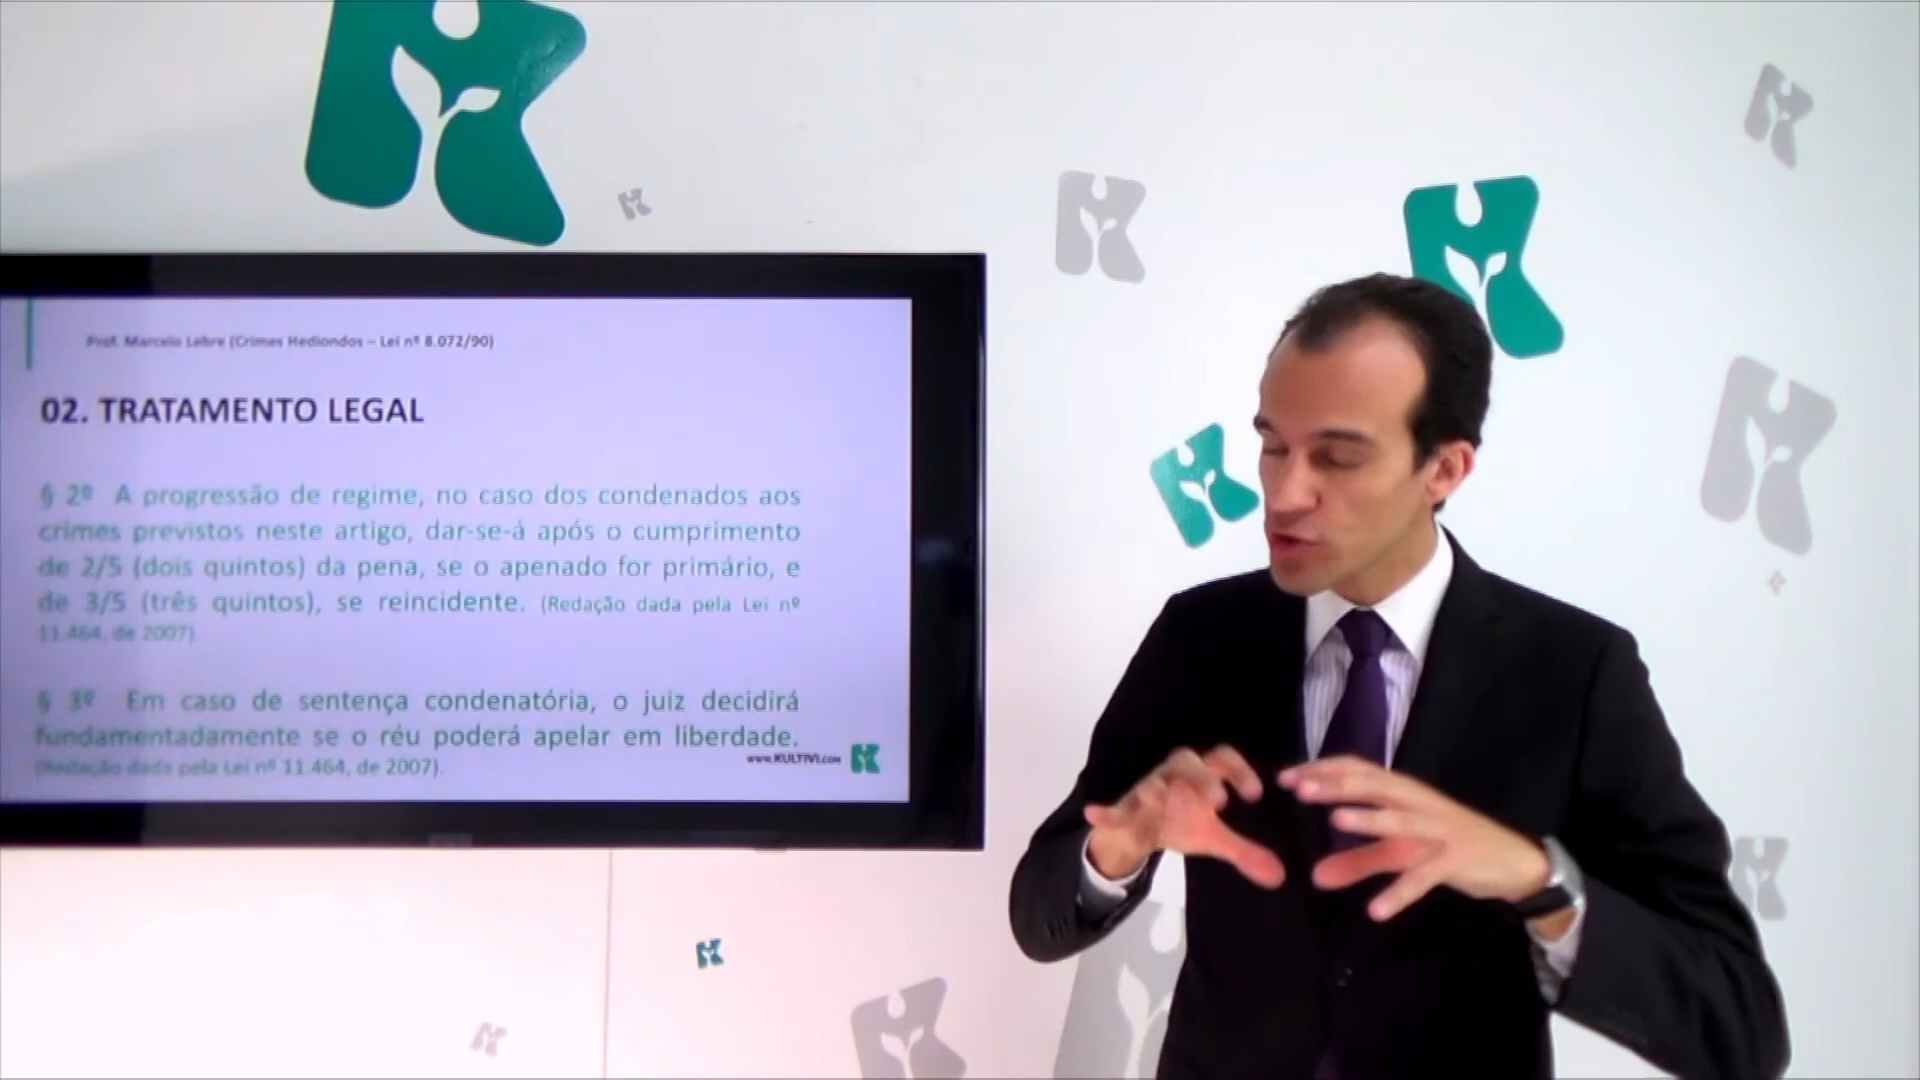 Prof. Marcelo Lebre (Crimes Hediondos – Lei nº 8.072/90)
02. TRATAMENTO LEGAL
§ 2º A progressão de regime, no caso dos condenados aos
crimes previstos neste artigo, dar-se-á após o cumprimento
de 2/5 (dois quintos) da pena, se o apenado for primário, e
de 3/5 (três quintos), se reincidente. (Redação dada pela Lei nº
11.464, de 2007)
§ 3º Em caso de sentença condenatória, o juiz decidirá
fundamentadamente se o réu poderá apelar em liberdade.
(Redação dada pela Lei nº 11.464, de 2007).
www.KULTIVI.com